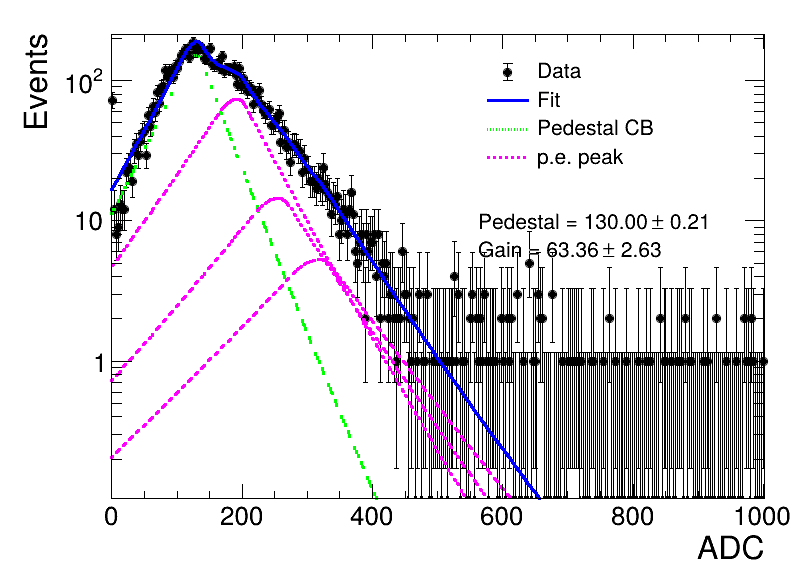 Events
10²
10
1
Data
Fit
Pedestal CB
p.e. peak
Pedestal = 130.00 ± 0.21
Gain = 63.36 ± 2.63
0 200 400 600 800 1000
ADC